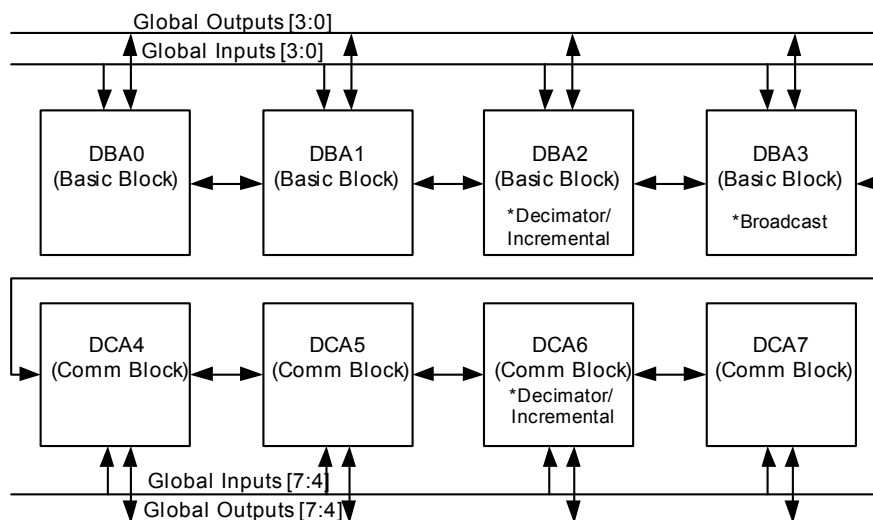 Global Outputs [3:0]
Global Inputs [3:0]
DBA0
(Basic Block)
DBA1
(Basic Block)
DBA2
(Basic Block)
*Decimator/
Incremental
DBA3
(Basic Block)
*Broadcast
DCA4
(Comm Block)
DCA5
(Comm Block)
DCA6
(Comm Block)
*Decimator/
Incremental
DCA7
(Comm Block)
Global Inputs [7:4]
Global Outputs [7:4]